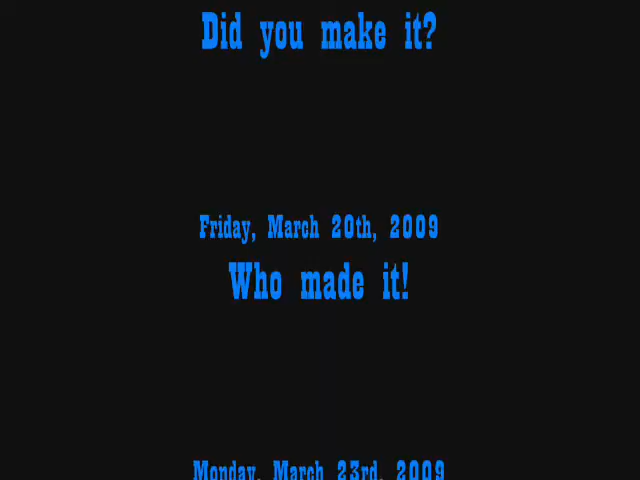 Did you make it?
Friday, March 20th, 2009
Who made it!
Monday, March 23rd, 2009